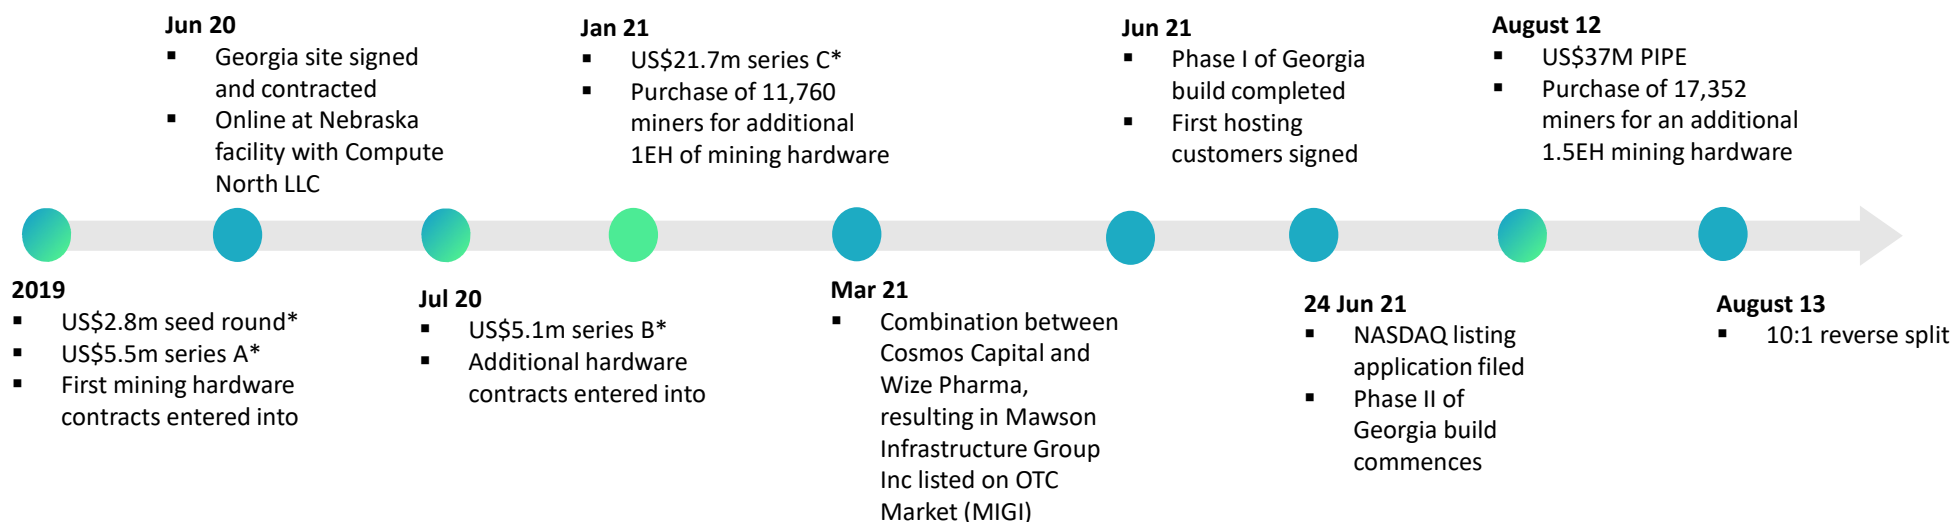 Jun 20
▪ Georgia site signed
and contracted
▪ Online at Nebraska
facility with Compute
North LLC
Jan 21
▪ US$21.7m series C*
▪ Purchase of 11,760
miners for additional
1EH of mining hardware
Jun 21
▪ Phase I of Georgia
build completed
▪ First hosting
customers signed
August 12
▪ US$37M PIPE
▪ Purchase of 17,352
miners for an additional
1.5EH mining hardware
2019
▪ US$2.8m seed round*
▪ US$5.5m series A*
▪ First mining hardware
contracts entered into
Jul 20
▪ US$5.1m series B*
▪ Additional hardware
contracts entered into
Mar 21
▪ Combination between
Cosmos Capital and
Wize Pharma,
resulting in Mawson
Infrastructure Group
Inc listed on OTC
Market (MIGI)
24 Jun 21
▪ NASDAQ listing
application filed
▪ Phase II of
Georgia build
commences
August 13
▪ 10:1 reverse split